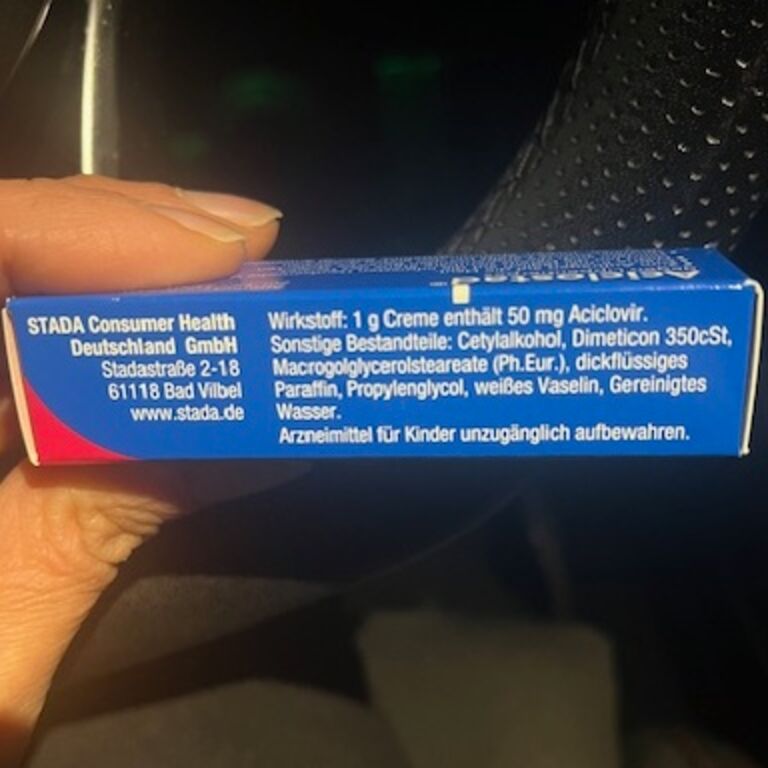 STADA Consumer Health
Deutschland GmbH
Stadastraße 2-18
61118 Bad Vilbel
www.stada.de
Wirkstoff: 1 g Creme enthält 50 mg Aciclovir.
Sonstige Bestandteile: Cetylalkohol, Dimeticon 350cSt,
Macrogolglycerolsteareate (Ph.Eur.), dickflüssiges
Paraffin, Propylenglycol, weißes Vaselin, Gereinigtes
Wasser.
Arzneimittel für Kinder unzugänglich aufbewahren.